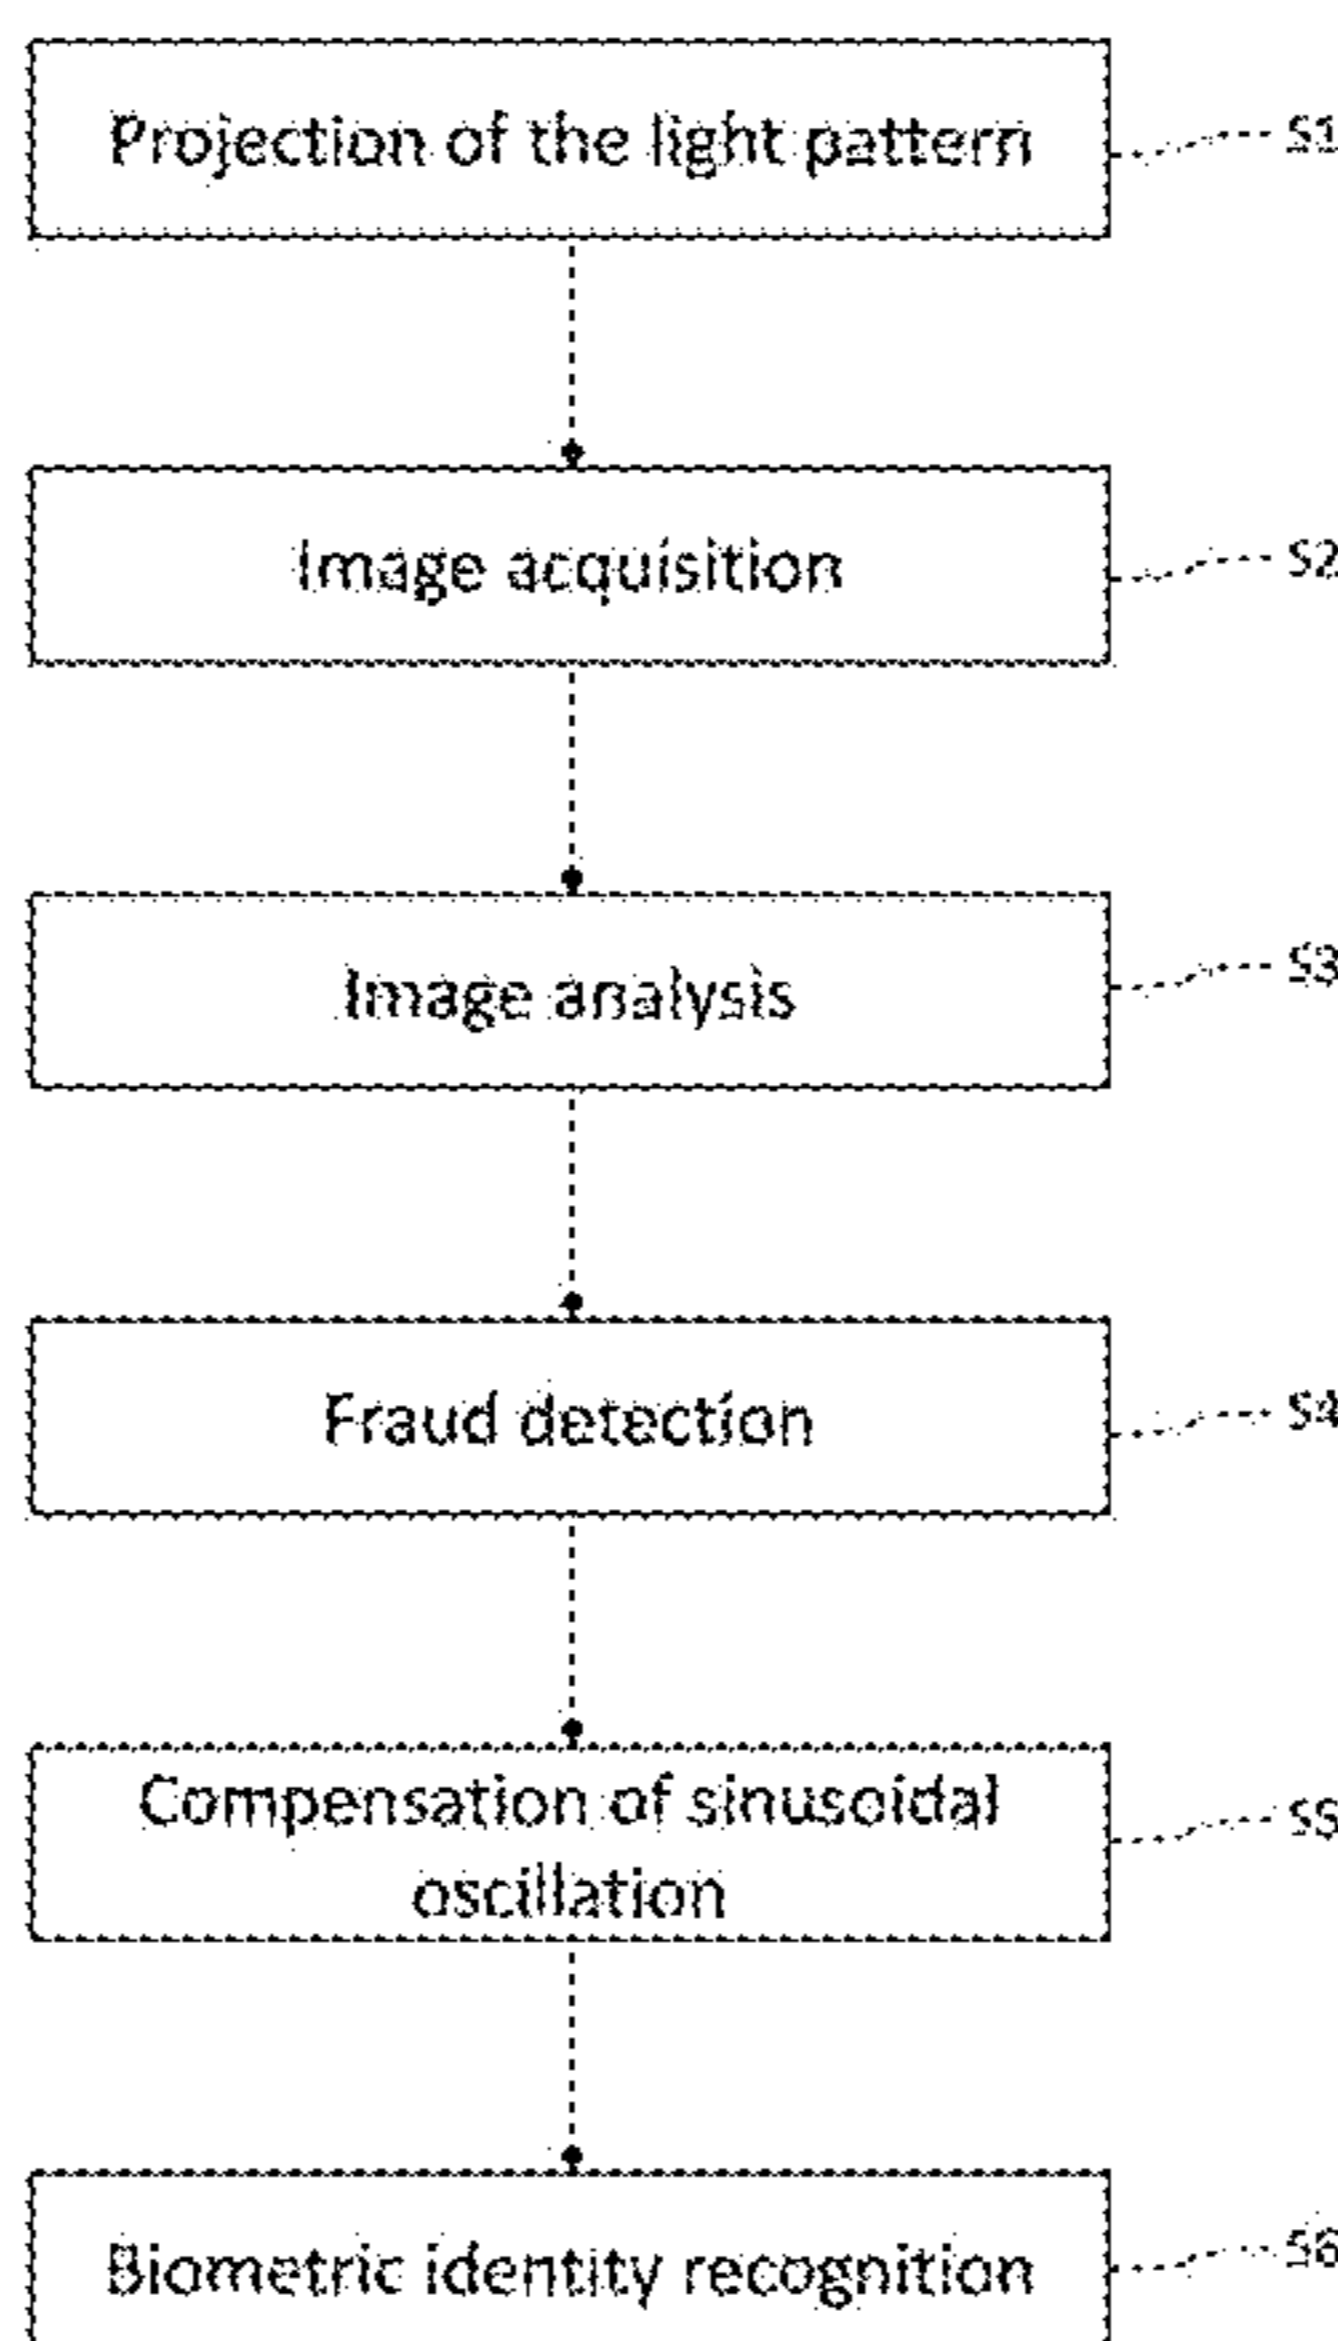 Projection of the light pattern
S1
Image acquisition
S2
Image analysis
S3
Fraud detection
S4
Compensation of sinusoidal
oscillation
S5
Biometric identity recognition
S6